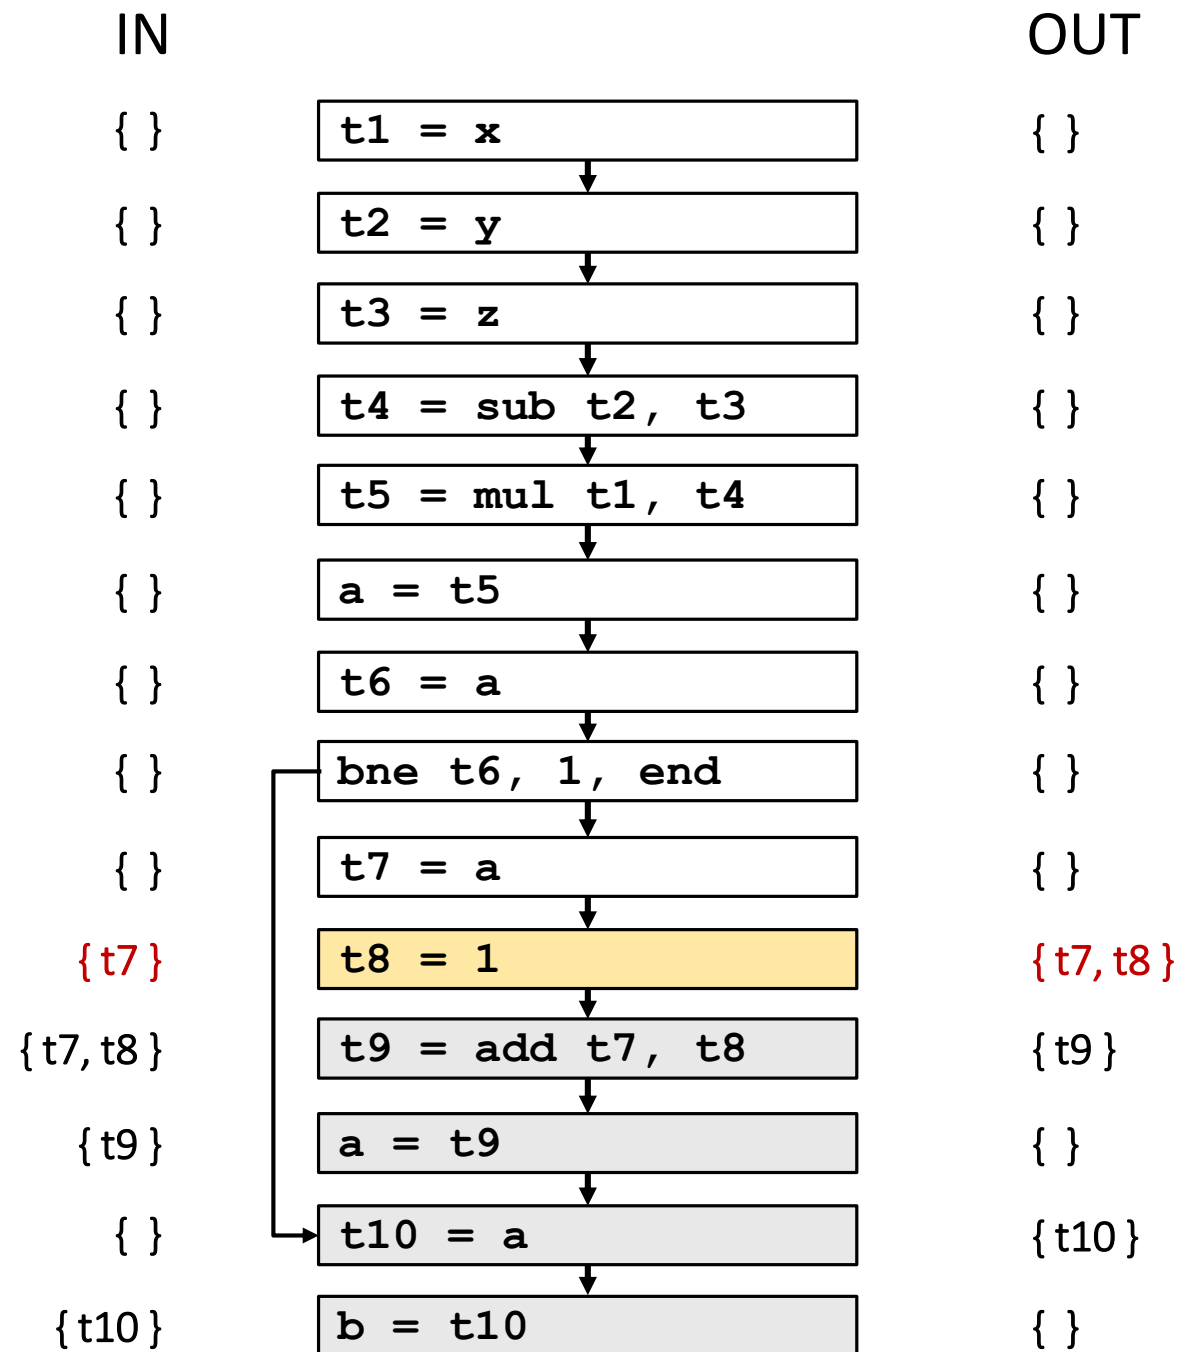 IN OUT
{ } t1 = x { }
{ } t2 = y { }
{ } t3 = z { }
{ } t4 = sub t2, t3 { }
{ } t5 = mul t1, t4 { }
{ } a = t5 { }
{ } t6 = a { }
{ } bne t6, 1, end { }
{ } t7 = a { }
{ t7 } t8 = 1 { t7, t8 }
{ t7, t8 } t9 = add t7, t8 { t9 }
{ t9 } a = t9 { }
{ } t10 = a { t10 }
{ t10 } b = t10 { }